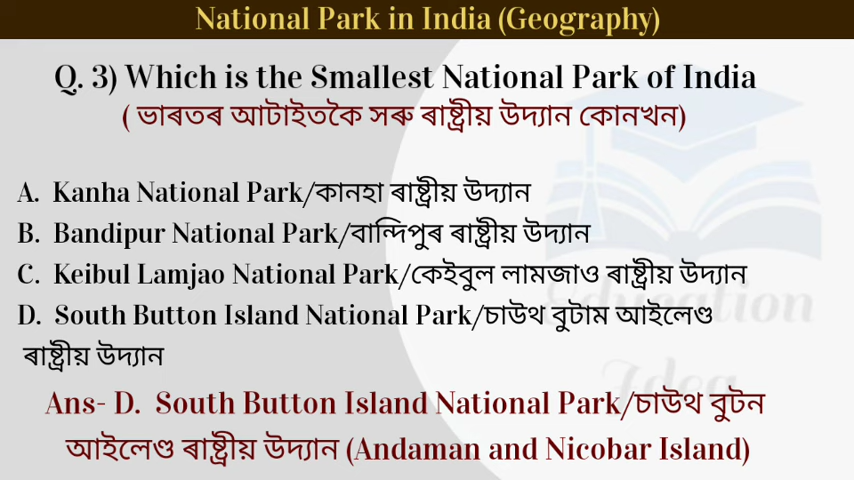 National Park in India (Geography)
Q. 3) Which is the Smallest National Park of India
( ভাৰতৰ আটাইতকৈ সৰু ৰাষ্ট্ৰীয় উদ্যান কোনখন)
A. Kanha National Park/কানহা ৰাষ্ট্ৰীয় উদ্যান
B. Bandipur National Park/বান্দিপুৰ ৰাষ্ট্ৰীয় উদ্যান
C. Keibul Lamjao National Park/কেইবুল লামজাও ৰাষ্ট্ৰীয় উদ্যান
D. South Button Island National Park/চাউথ বুটাম আইলেণ্ড
ৰাষ্ট্ৰীয় উদ্যান
Education
Idea
Ans- D. South Button Island National Park/চাউথ বুটন
আইলেণ্ড ৰাষ্ট্ৰীয় উদ্যান (Andaman and Nicobar Island)